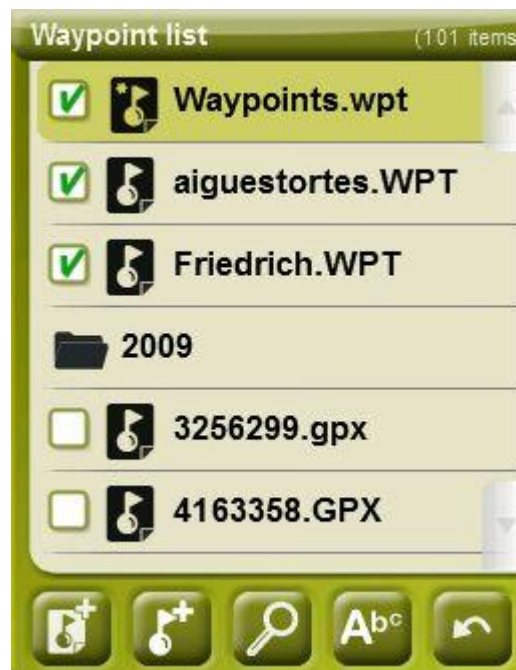 Waypoint list
(101 items
Waypoints.wpt
aiguestortes.WPT
Friedrich.WPT
2009
3256299.gpx
4163358.GPX
Abc